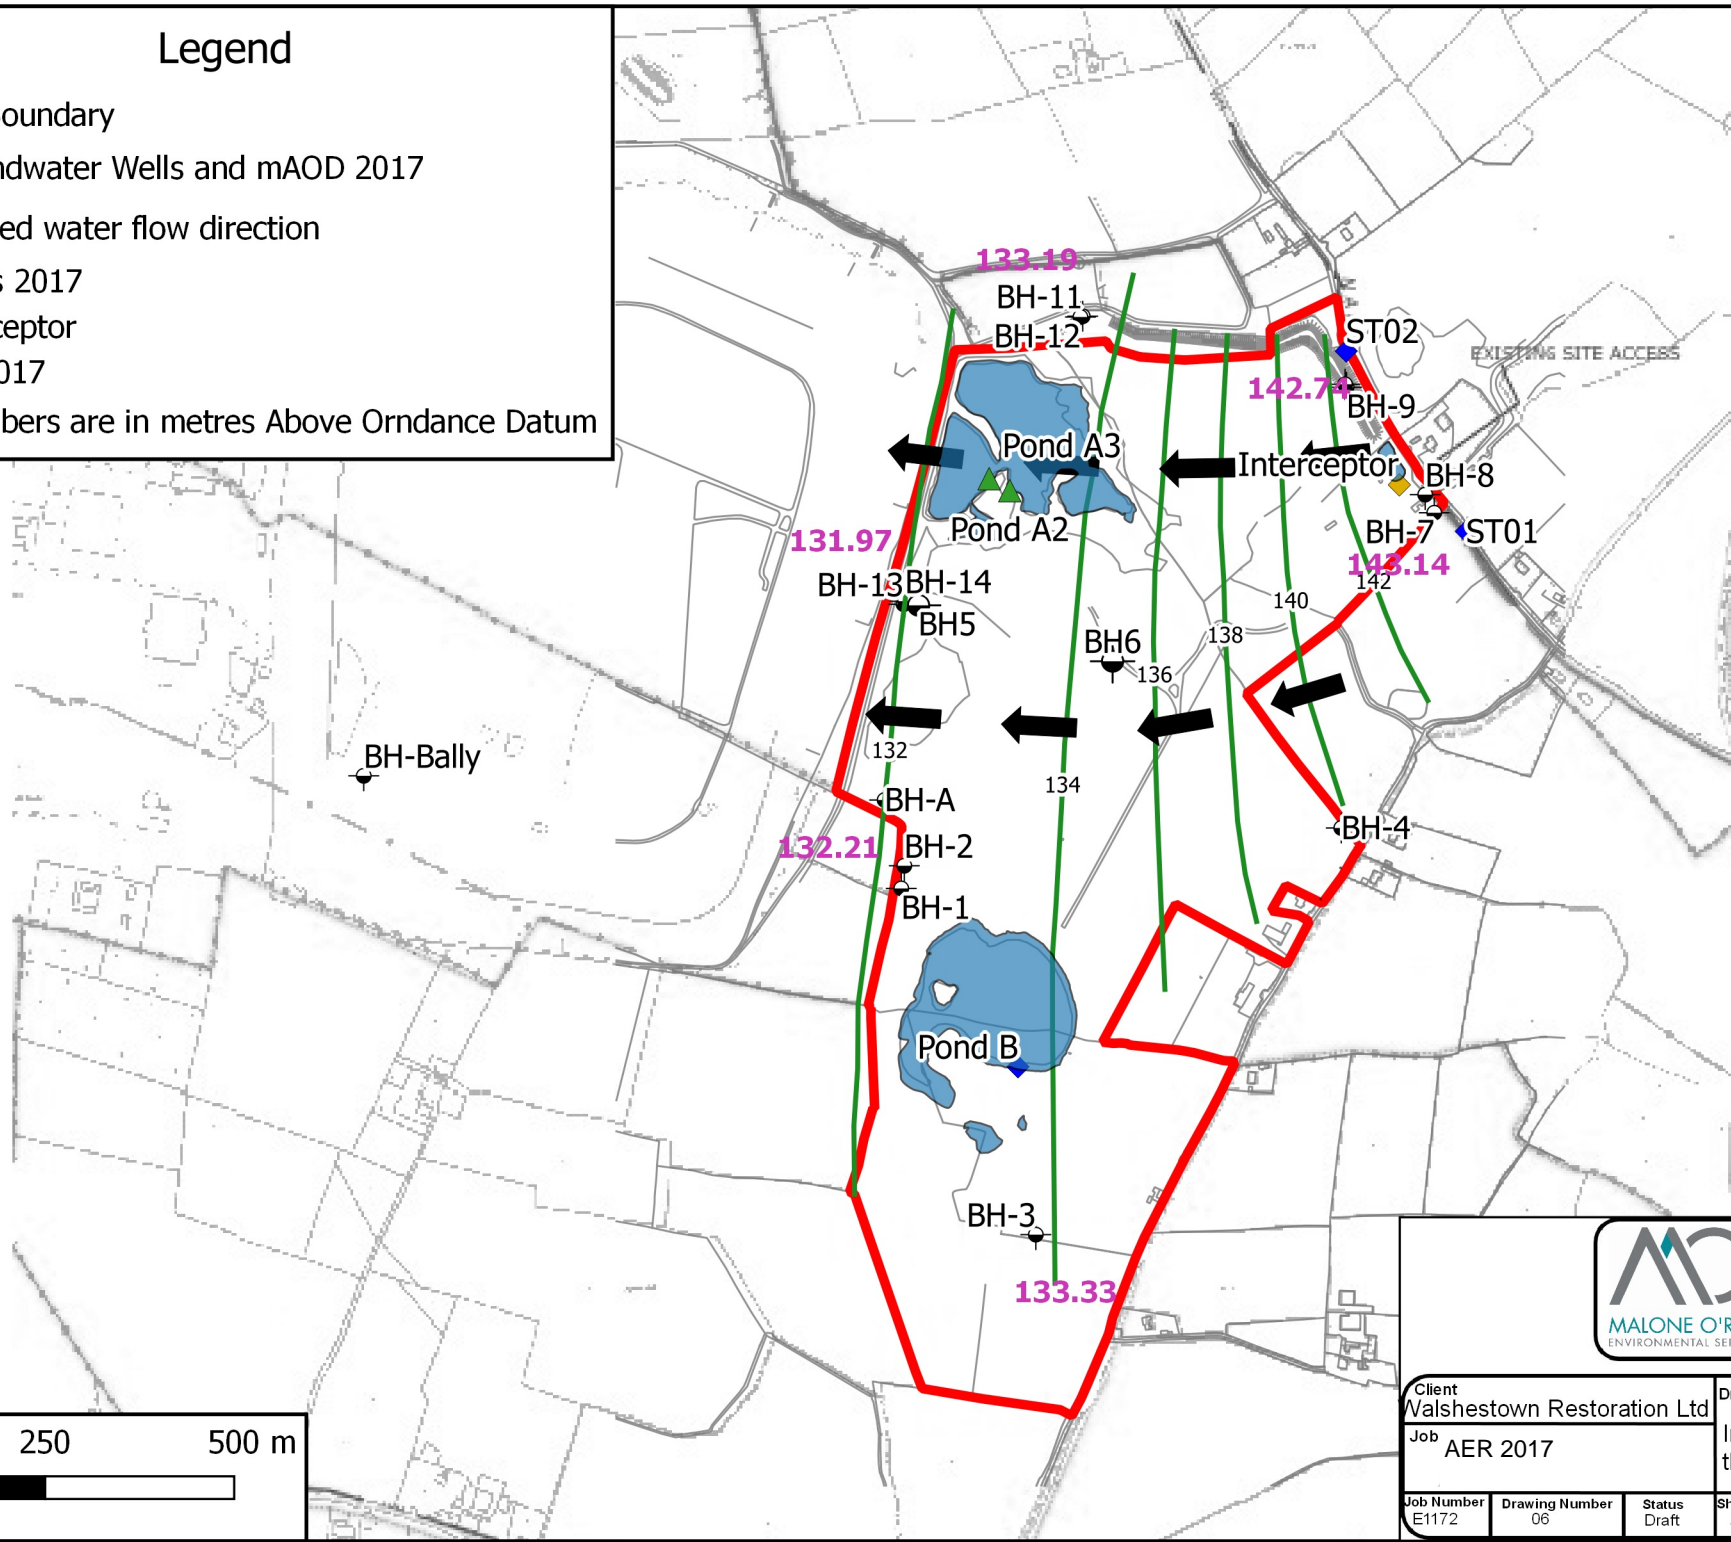 Legend
oundary
ndwater Wells and mAOD 2017
ed water flow direction
s 2017
ceptor
017
bers are in metres Above Orndance Datum
133.19
BH-11
BH-12
ST02
EXISTING SITE ACCESS
142.74
BH-9
Pond A3
Interceptor
BH-8
Pond A2
BH-7
ST01
131.97
143.14
BH-13
BH-14
142
140
BH5
138
BH6
136
132
BH-Bally
134
BH-A
BH-4
132.21
BH-2
BH-1
Pond B
BH-3
133.33
MALONE O'R
ENVIRONMENTAL SE
Client
Walshestown Restoration Ltd
Job
AER 2017
250
500 m
Job Number
Drawing Number
Status
Sh
E1172
06
Draft